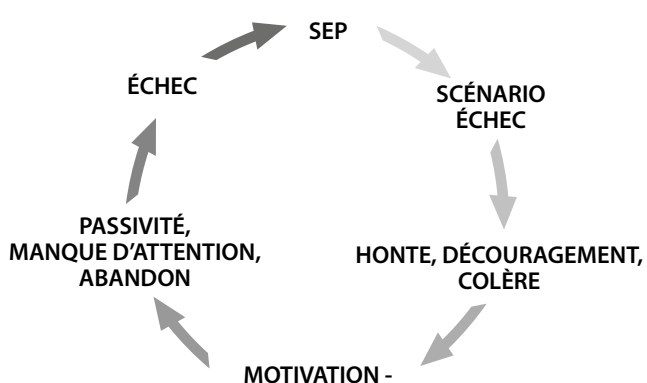 SEP
SCÉNARIO
ÉCHEC
HONTE, DÉCOURAGEMENT,
COLÈRE
MOTIVATION -
PASSIVITÉ,
MANQUE D'ATTENTION,
ABANDON
ÉCHEC